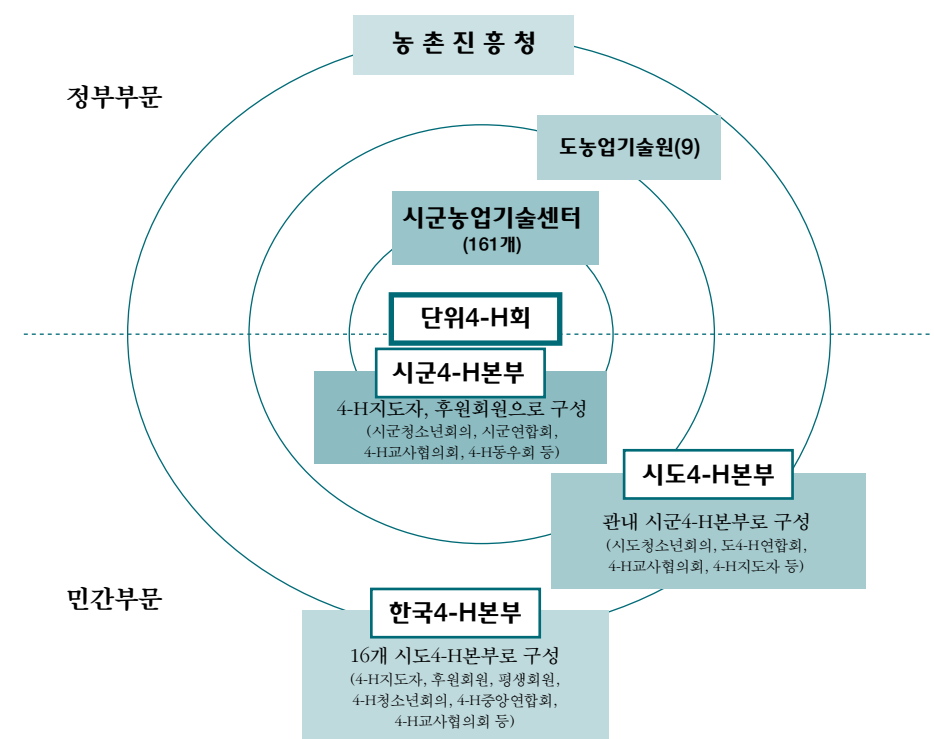 농촌진흥청
정부부문
도농업기술원(9)
시군농업기술센터
(161개)
단위4-H회
시군4-H본부
4-H지도자, 후원회원으로 구성
(시군청소년회의, 시군연합회,
4-H교사협의회, 4-H동우회 등)
시도4-H본부
관내 시군4-H본부로 구성
(시도청소년회의, 도4-H연합회,
4-H교사협의회, 4-H지도자 등)
민간부문
한국4-H본부
16개 시도4-H본부로 구성
(4-H지도자, 후원회원, 평생회원,
4-H청소년회의, 4-H중앙연합회,
4-H교사협의회 등)